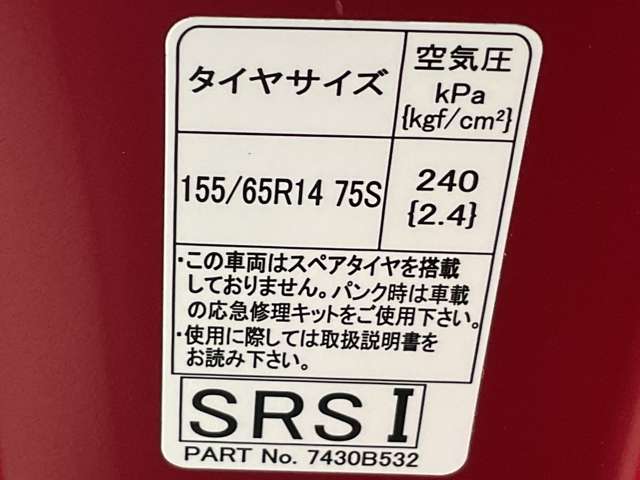 タイヤサイズ
空気圧
kPa
{kgf/cm²}
155/65R14 75S
240
{2.4}
・この車両はスペアタイヤを搭載
しておりません。パンク時は車載
の応急修理キットをご使用下さい。
・使用に際しては取扱説明書を
お読み下さい。
SRS I
PART No. 7430B532